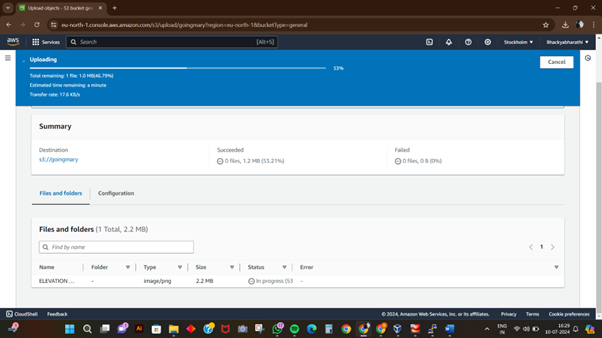 Upload objects - S3 bucket go
eu-north-1.console.aws.amazon.com/s3/upload/goingmary?region=eu-north-1&bucketType=general
aws
Services
Search
[Alt+S]
Stockholm
Bhackyabharathi
Uploading
53%
Cancel
Total remaining: 1 file: 1.0 MB(46.79%)
Estimated time remaining: a minute
Transfer rate: 17.6 KB/s
Summary
Destination
Succeeded
Failed
s3://goingmary
0 files, 1.2 MB (53.21%)
0 files, 0 B (0%)
Files and folders
Configuration
Files and folders (1 Total, 2.2 MB)
Find by name
1
Name
Folder
Type
Size
Status
Error
ELEVATION ...
-
image/png
2.2 MB
In progress (53
-
CloudShell
Feedback
© 2024, Amazon Web Services, Inc. or its affiliates.
Privacy
Terms
Cookie preferences
ENG
IN
16:29
10-07-2024